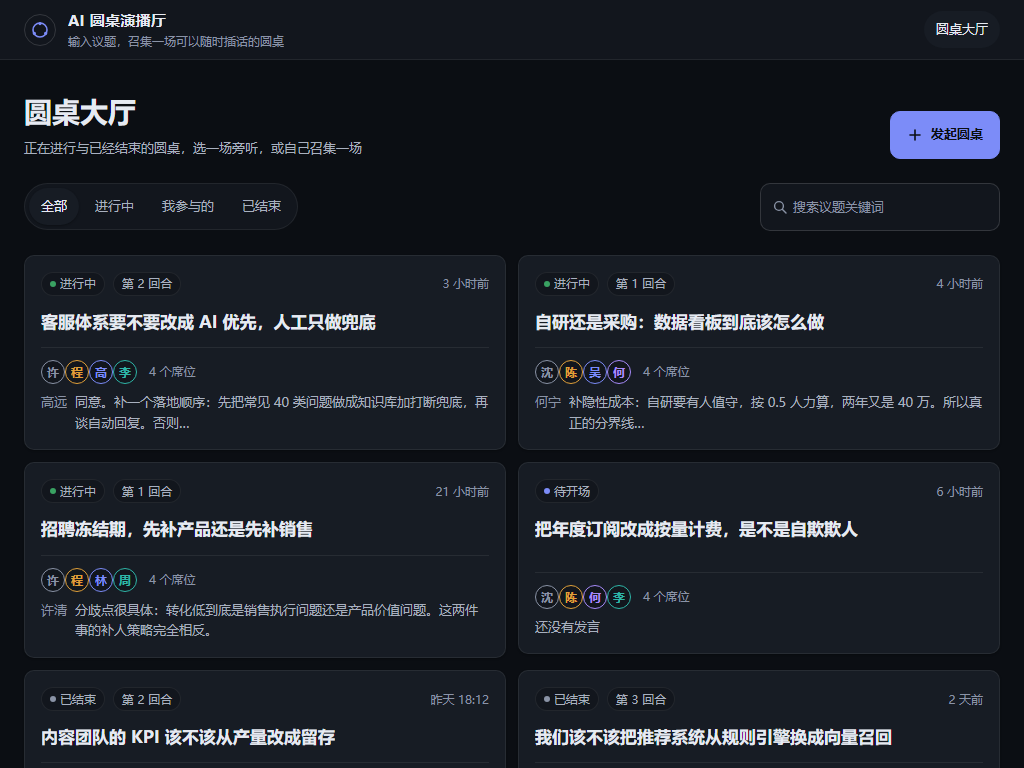 AI 圆桌演播厅
输入议题，召集一场可以随时插话的圆桌
圆桌大厅
圆桌大厅
正在进行与已经结束的圆桌，选一场旁听，或自己召集一场
+ 发起圆桌
全部 进行中 我参与的 已结束
搜索议题关键词
进行中 第 2 回合 3 小时前
客服体系要不要改成 AI 优先，人工只做兜底
许 程 高 李 4 个席位
高远 同意。补一个落地顺序：先把常见 40 类问题做成知识库加打断兜底，再
谈自动回复。否则...
进行中 第 1 回合 4 小时前
自研还是采购：数据看板到底该怎么做
沈 陈 吴 何 4 个席位
何宁 补隐性成本：自研要有人值守，按 0.5 人力算，两年又是 40 万。所以真
正的分界线...
进行中 第 1 回合 21 小时前
招聘冻结期，先补产品还是先补销售
许 程 林 周 4 个席位
许清 分歧点很具体：转化低到底是销售执行问题还是产品价值问题。这两件
事的补人策略完全相反。
待开场 6 小时前
把年度订阅改成按量计费，是不是自欺欺人
沈 陈 何 李 4 个席位
还没有发言
已结束 第 2 回合 昨天 18:12
内容团队的 KPI 该不该从产量改成留存
已结束 第 3 回合 2 天前
我们该不该把推荐系统从规则引擎换成向量召回